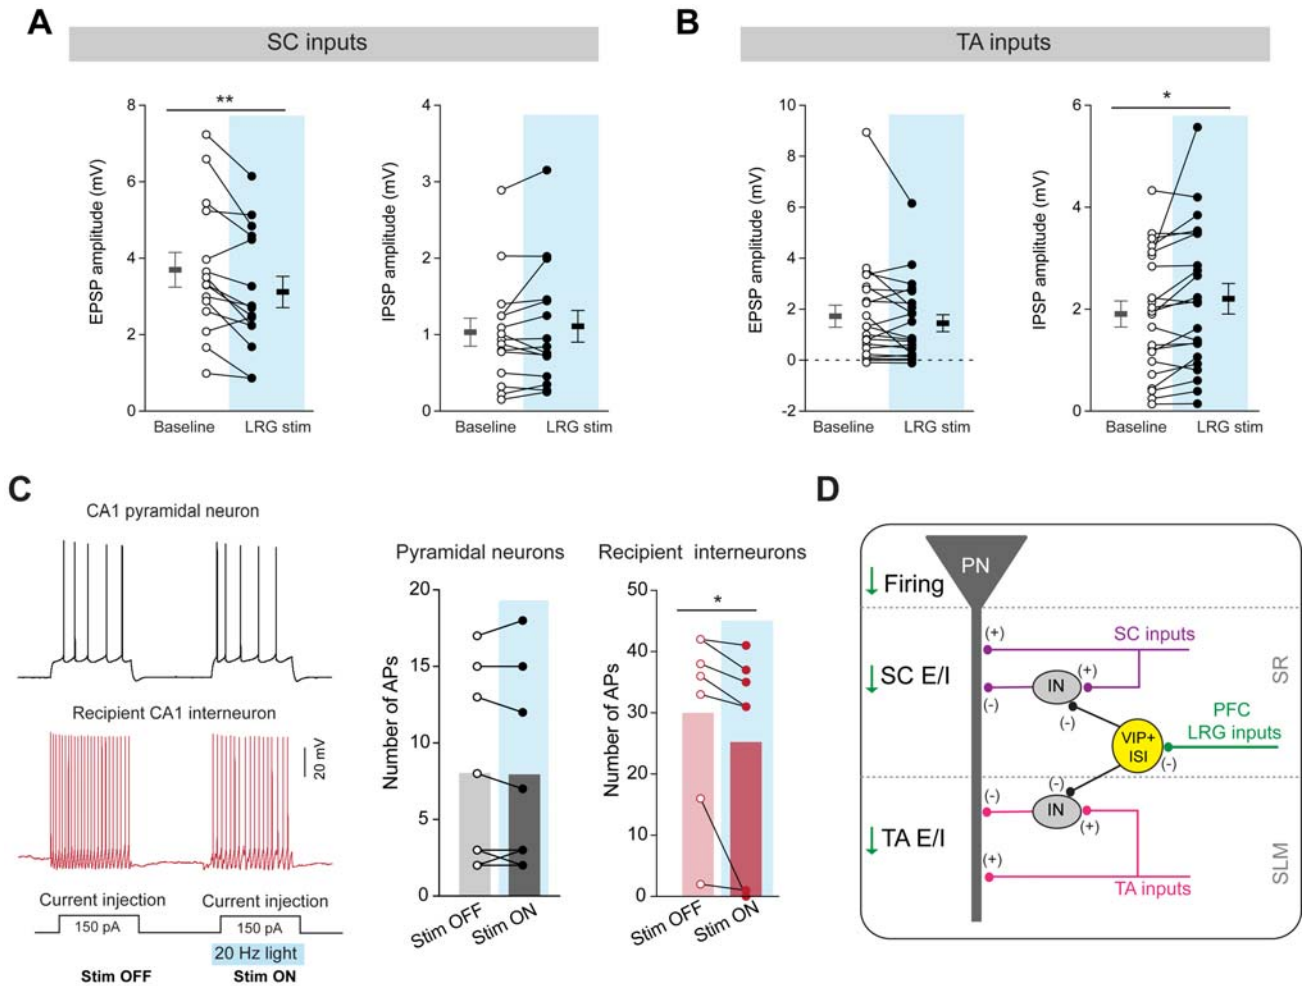 A
SC inputs
B
TA inputs
**
8
6
4
2
0
EPSP amplitude (mV)
Baseline
LRG stim
4
3
2
1
0
IPSP amplitude (mV)
Baseline
LRG stim
10
8
6
4
2
0
-2
EPSP amplitude (mV)
Baseline
LRG stim
*
6
4
2
0
IPSP amplitude (mV)
Baseline
LRG stim
C
CA1 pyramidal neuron
Recipient CA1 interneuron
20 mV
Current injection
Current injection
150 pA
150 pA
20 Hz light
Stim OFF
Stim ON
Pyramidal neurons
20
15
10
5
0
Number of APs
Stim OFF
Stim ON
Recipient interneurons
*
50
40
30
20
10
0
Number of APs
Stim OFF
Stim ON
D
PN
↓ Firing
(+)
SC inputs
↓ SC E/I
IN
(+)
(-)
(-)
SR
PFC
LRG inputs
VIP+
ISI
(-)
(-)
(-)
IN
(+)
↓ TA E/I
(+)
TA inputs
SLM